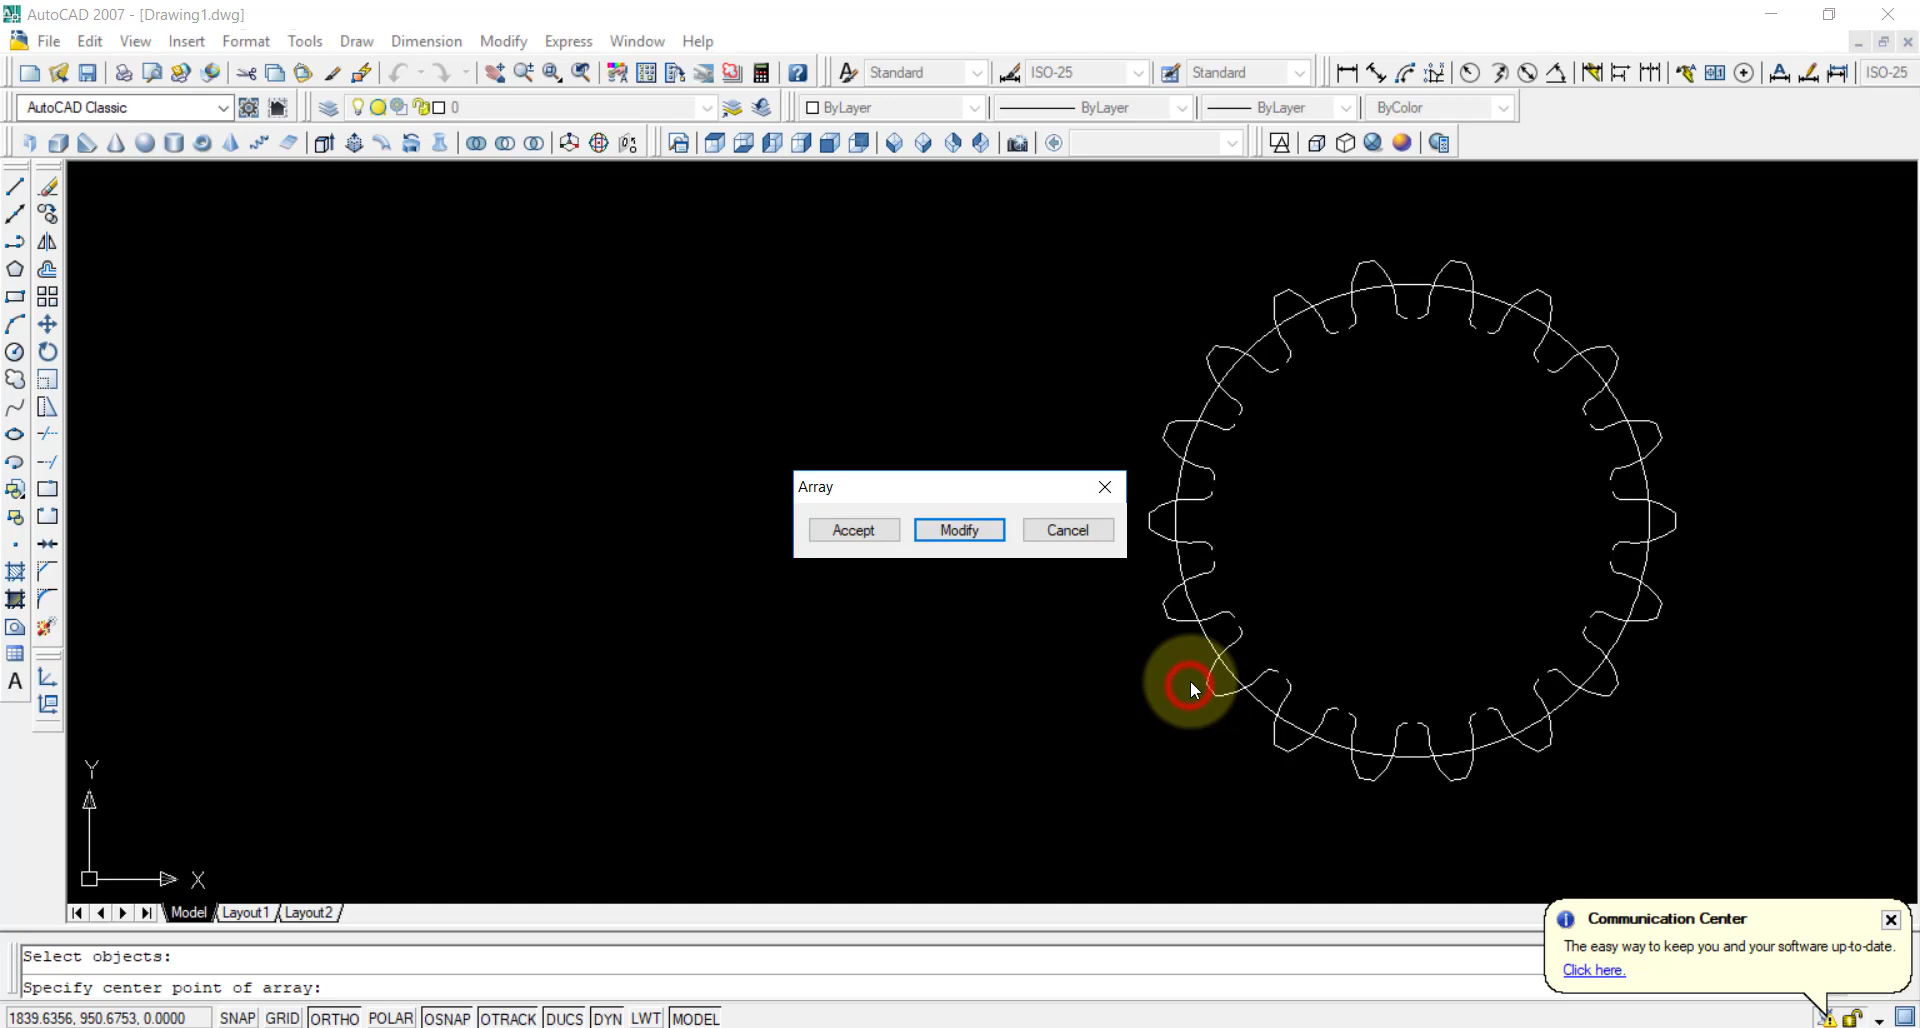 AutoCAD 2007 - [Drawing1.dwg]
File Edit View Insert Format Tools Draw Dimension Modify Express Window Help
Standard ISO-25 Standard ISO-25
AutoCAD Classic 0 ByLayer ByLayer ByLayer ByColor
Array
Accept Modify Cancel
A
Y
X
Model Layout1 Layout2
Communication Center
The easy way to keep you and your software up-to-date.
Click here.
Select objects:
Specify center point of array:
1839.6356, 950.6753, 0.0000 SNAP GRID ORTHO POLAR OSNAP OTRACK DUCS DYN LWT MODEL